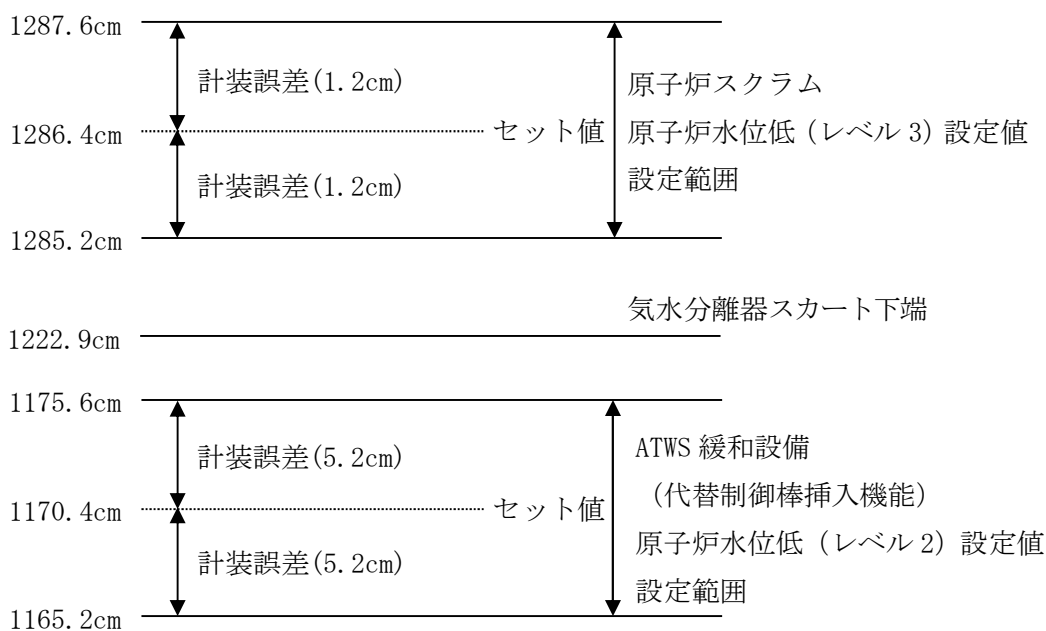 1287.6cm
計装誤差(1.2cm)
原子炉スクラム
1286.4cm
セット値
原子炉水位低（レベル3）設定値
計装誤差(1.2cm)
設定範囲
1285.2cm
気水分離器スカート下端
1222.9cm
1175.6cm
計装誤差(5.2cm)
ATWS緩和設備
（代替制御棒挿入機能）
1170.4cm
セット値
原子炉水位低（レベル2）設定値
計装誤差(5.2cm)
設定範囲
1165.2cm